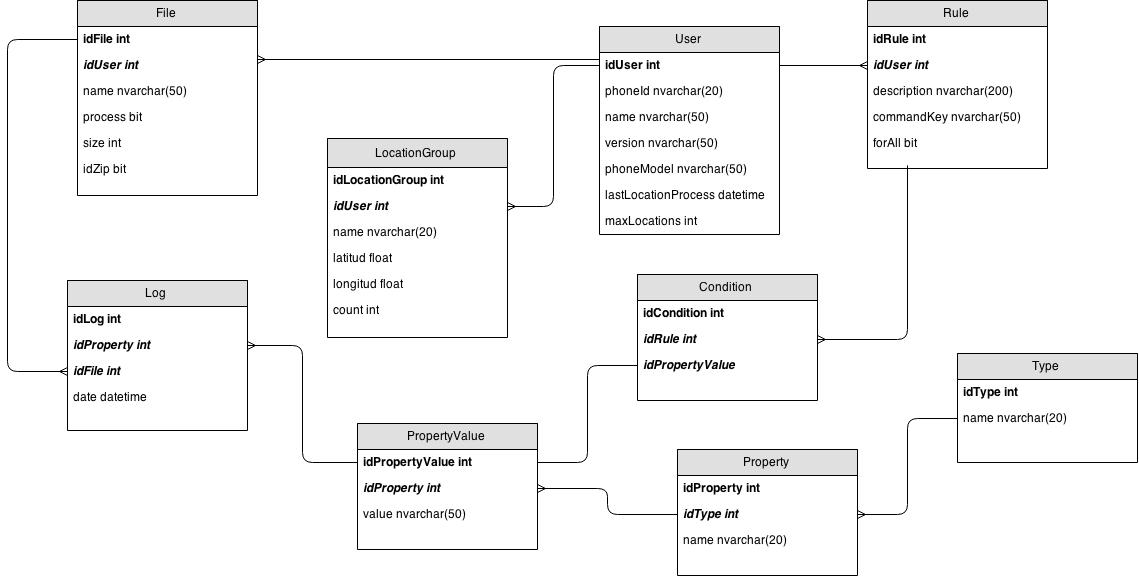 File
idFile int
idUser int
name nvarchar(50)
process bit
size int
idZip bit
User
idUser int
phoneId nvarchar(20)
name nvarchar(50)
version nvarchar(50)
phoneModel nvarchar(50)
lastLocationProcess datetime
maxLocations int
Rule
idRule int
idUser int
description nvarchar(200)
commandKey nvarchar(50)
forAll bit
LocationGroup
idLocationGroup int
idUser int
name nvarchar(20)
latitud float
longitud float
count int
Log
idLog int
idProperty int
idFile int
date datetime
Condition
idCondition int
idRule int
idPropertyValue
Type
idType int
name nvarchar(20)
PropertyValue
idPropertyValue int
idProperty int
value nvarchar(50)
Property
idProperty int
idType int
name nvarchar(20)